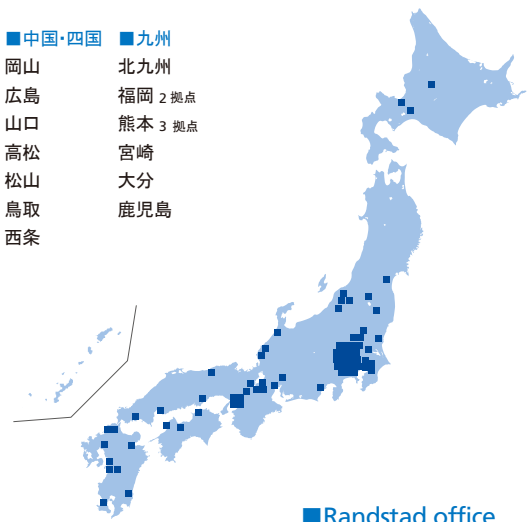 ■中国・四国
岡山
広島
山口
高松
松山
鳥取
西条
■九州
北九州
福岡 2 拠点
熊本 3 拠点
宮崎
大分
鹿児島
■Randstad office